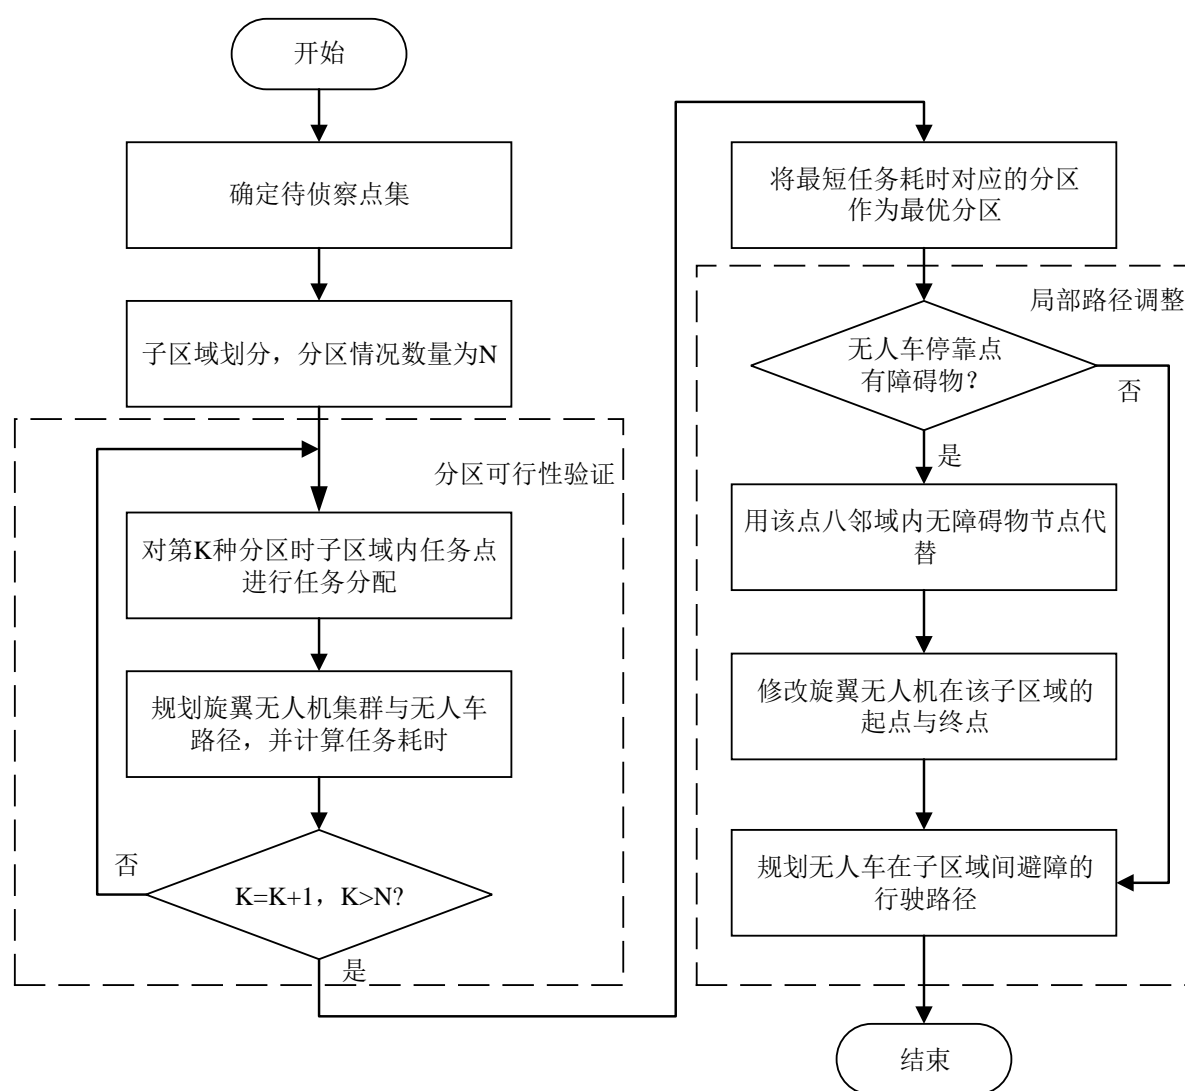 开始
确定待侦察点集
子区域划分，分区情况数量为N
分区可行性验证
对第K种分区时子区域内任务点
进行任务分配
规划旋翼无人机集群与无人车
路径，并计算任务耗时
否
K=K+1，K>N?
是
将最短任务耗时对应的分区
作为最优分区
局部路径调整
无人车停靠点
有障碍物？
否
是
用该点八邻域内无障碍物节点代
替
修改旋翼无人机在该子区域的
起点与终点
规划无人车在子区域间避障的
行驶路径
结束